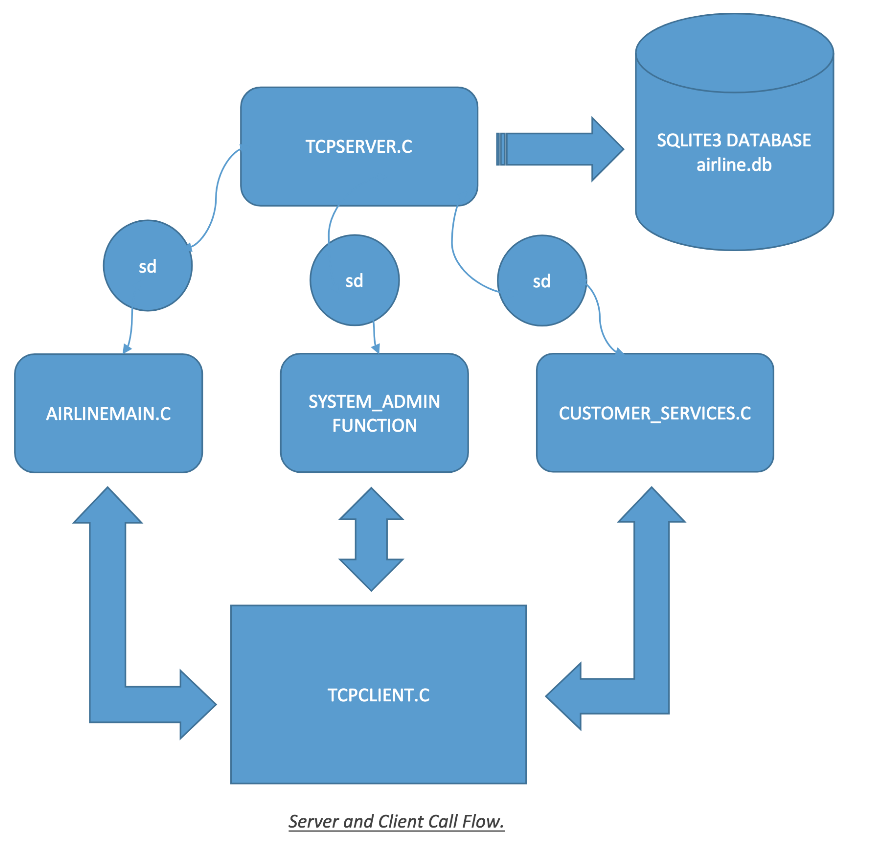 TCPSERVER.C
SQLITE3 DATABASE
airline.db
sd
sd
sd
AIRLINEMAIN.C
SYSTEM_ADMIN
FUNCTION
CUSTOMER_SERVICES.C
TCPCLIENT.C
Server and Client Call Flow.